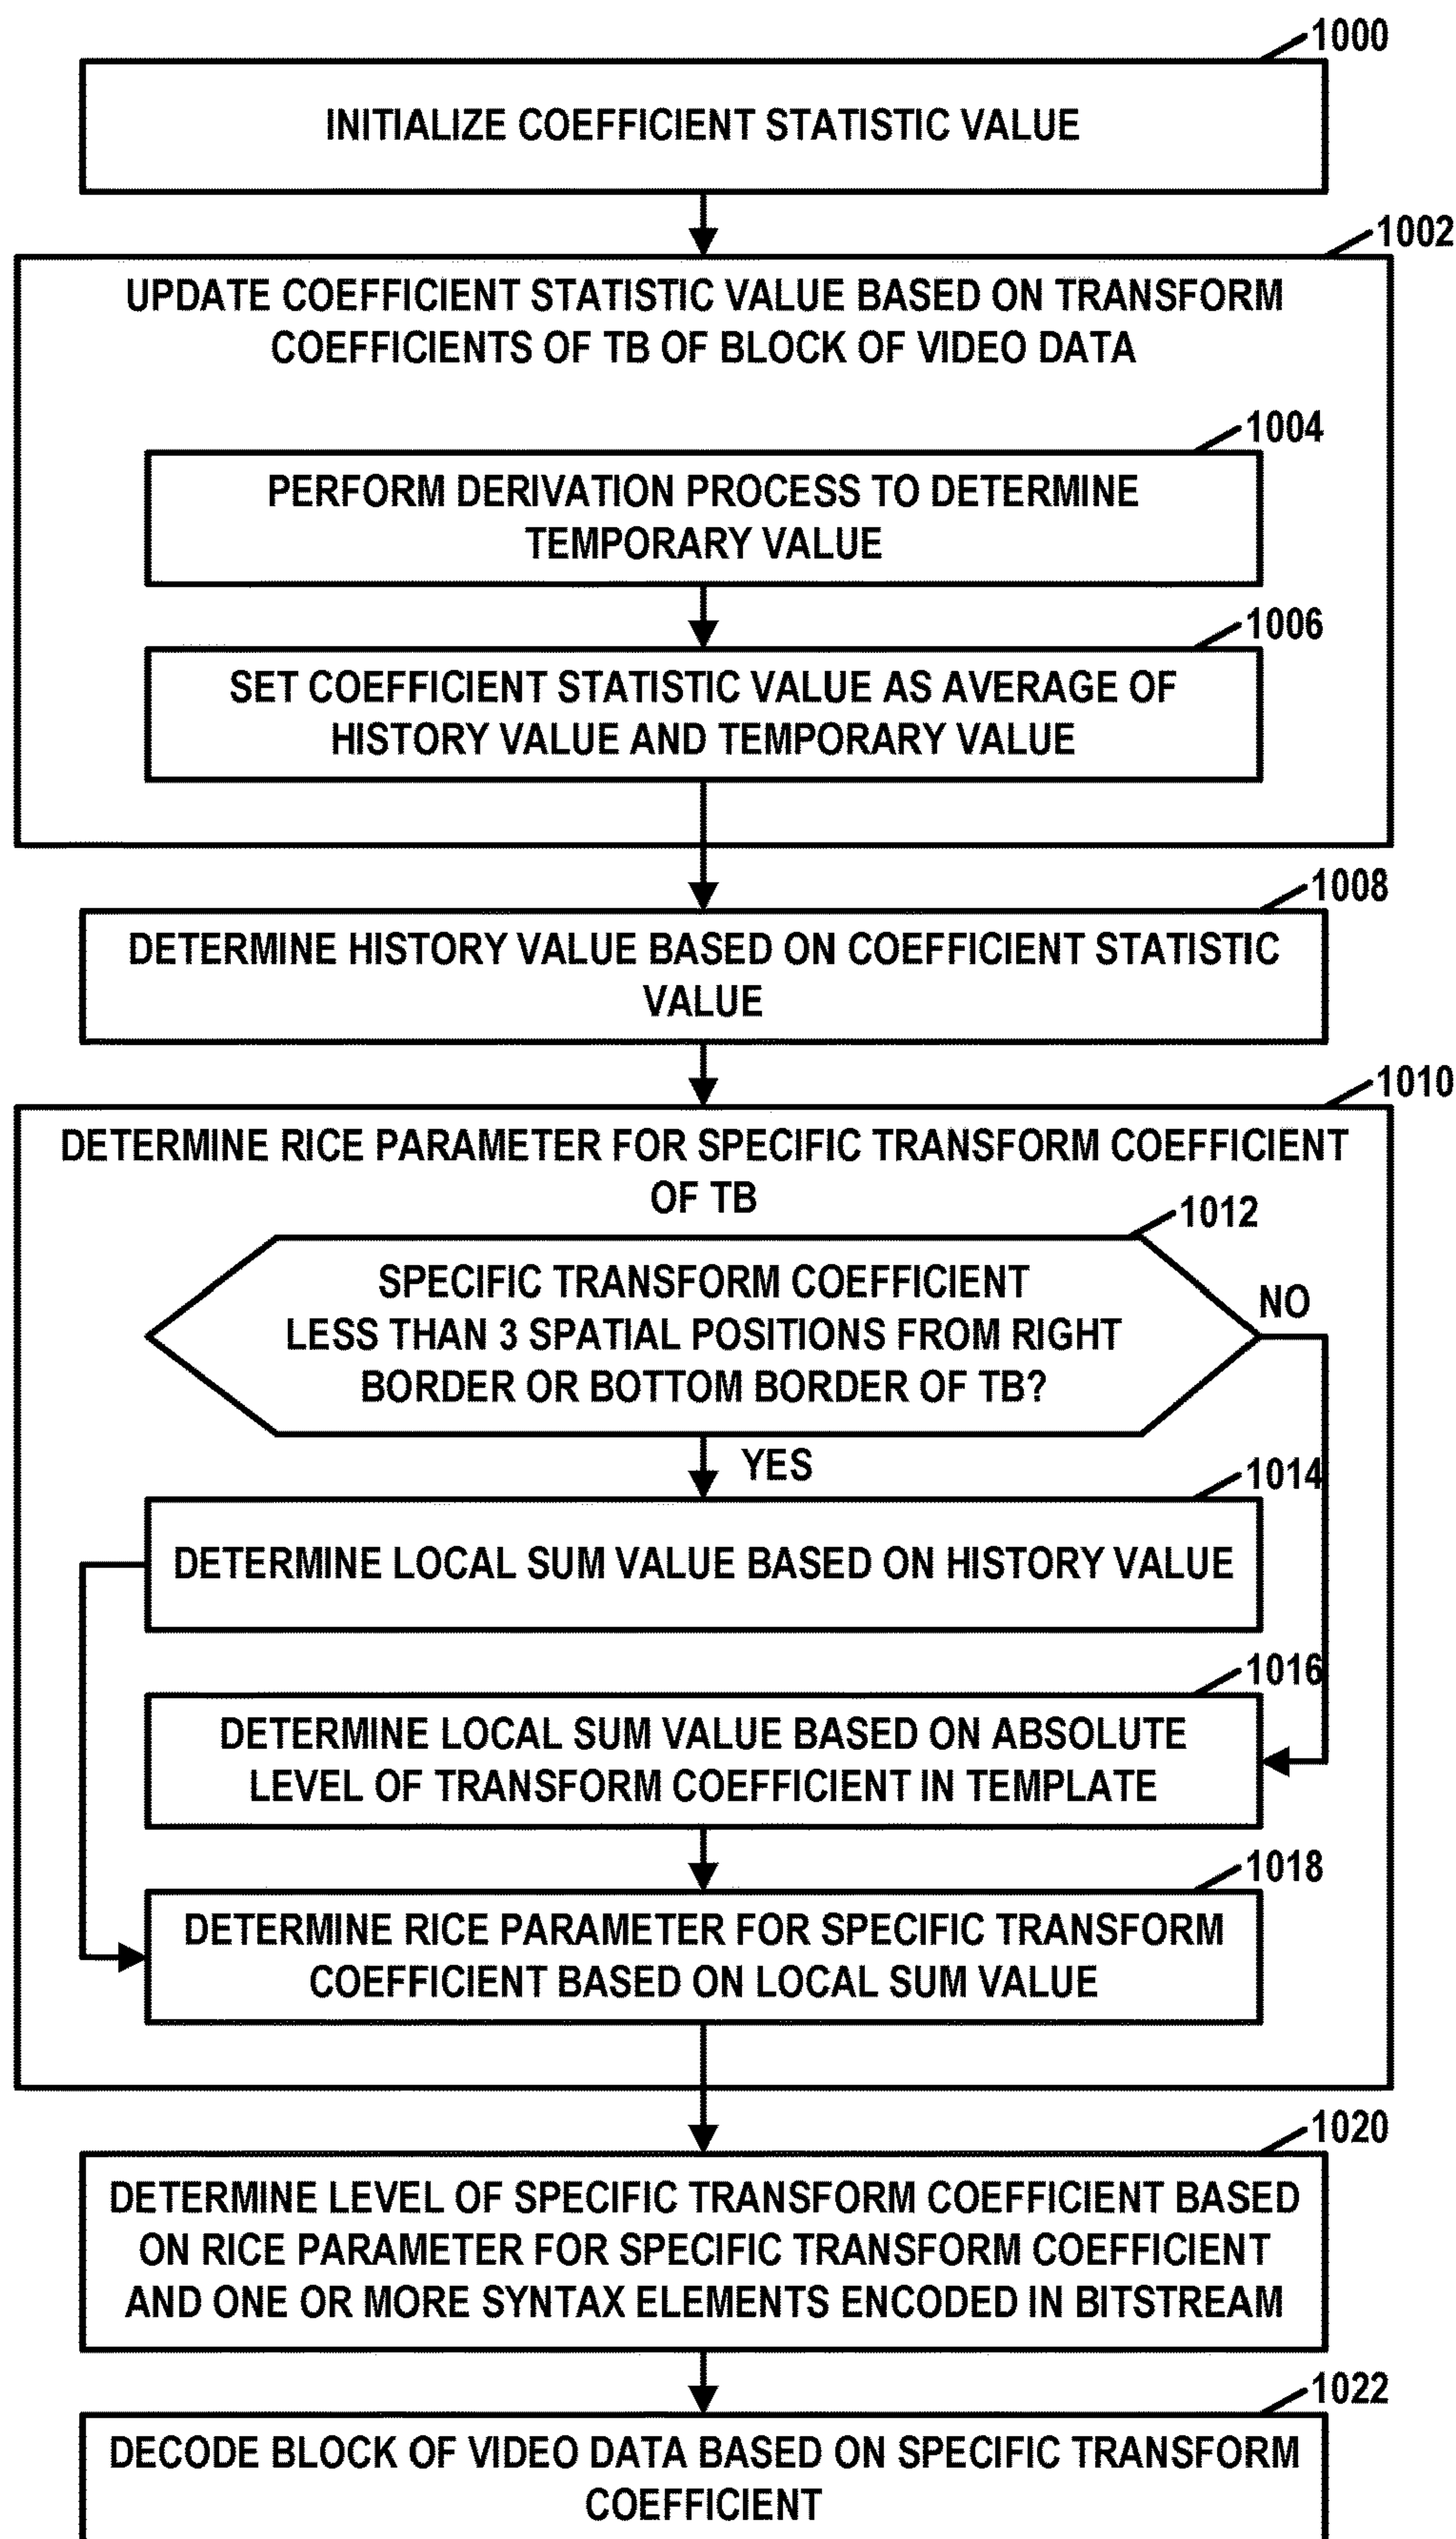 1000
INITIALIZE COEFFICIENT STATISTIC VALUE
1002
UPDATE COEFFICIENT STATISTIC VALUE BASED ON TRANSFORM
COEFFICIENTS OF TB OF BLOCK OF VIDEO DATA
1004
PERFORM DERIVATION PROCESS TO DETERMINE
TEMPORARY VALUE
1006
SET COEFFICIENT STATISTIC VALUE AS AVERAGE OF
HISTORY VALUE AND TEMPORARY VALUE
1008
DETERMINE HISTORY VALUE BASED ON COEFFICIENT STATISTIC
VALUE
1010
DETERMINE RICE PARAMETER FOR SPECIFIC TRANSFORM COEFFICIENT
OF TB
1012
SPECIFIC TRANSFORM COEFFICIENT
LESS THAN 3 SPATIAL POSITIONS FROM RIGHT
BORDER OR BOTTOM BORDER OF TB?
NO
YES
1014
DETERMINE LOCAL SUM VALUE BASED ON HISTORY VALUE
1016
DETERMINE LOCAL SUM VALUE BASED ON ABSOLUTE
LEVEL OF TRANSFORM COEFFICIENT IN TEMPLATE
1018
DETERMINE RICE PARAMETER FOR SPECIFIC TRANSFORM
COEFFICIENT BASED ON LOCAL SUM VALUE
1020
DETERMINE LEVEL OF SPECIFIC TRANSFORM COEFFICIENT BASED
ON RICE PARAMETER FOR SPECIFIC TRANSFORM COEFFICIENT
AND ONE OR MORE SYNTAX ELEMENTS ENCODED IN BITSTREAM
1022
DECODE BLOCK OF VIDEO DATA BASED ON SPECIFIC TRANSFORM
COEFFICIENT